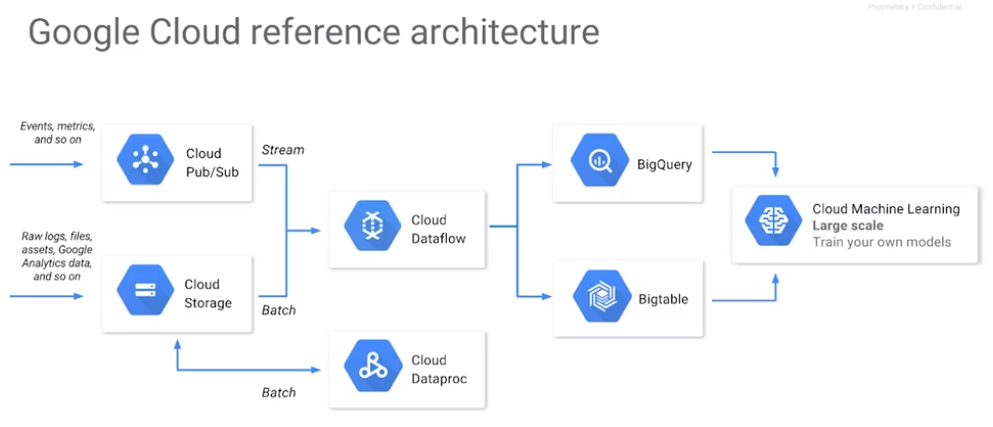 Proprietary + Confidential
Google Cloud reference architecture
Events, metrics,
and so on
Cloud
Pub/Sub
Stream
BigQuery
Cloud
Dataflow
Cloud Machine Learning
Large scale
Train your own models
Raw logs, files,
assets, Google
Analytics data,
and so on
Cloud
Storage
Batch
Bigtable
Cloud
Dataproc
Batch